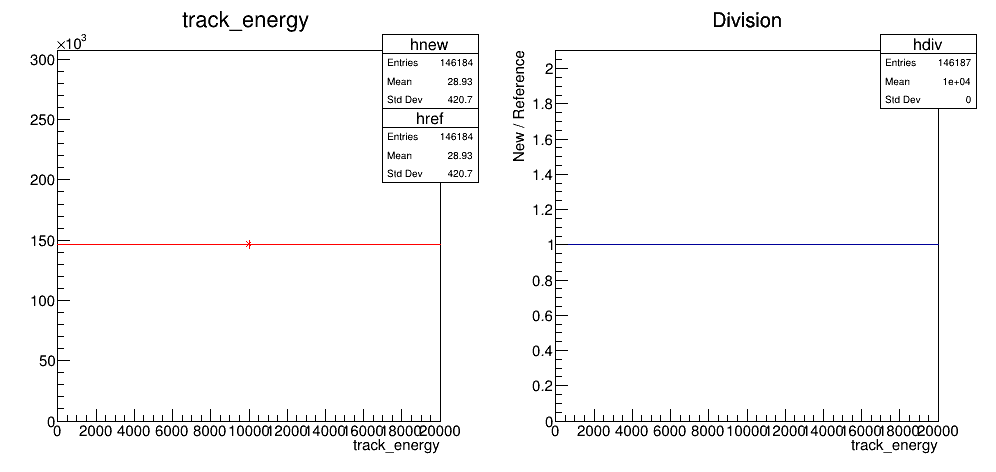 track_energy
×10³
hnew
Entries 146184
Mean 28.93
Std Dev 420.7
href
Entries 146184
Mean 28.93
Std Dev 420.7
300
250
200
150
100
50
0
0 2000 4000 6000 8000 10000 12000 14000 16000 18000 20000
track_energy
Division
hdiv
Entries 146187
Mean 1e+04
Std Dev 0
New / Reference
2
1.8
1.6
1.4
1.2
1
0.8
0.6
0.4
0.2
0
0 2000 4000 6000 8000 10000 12000 14000 16000 18000 20000
track_energy